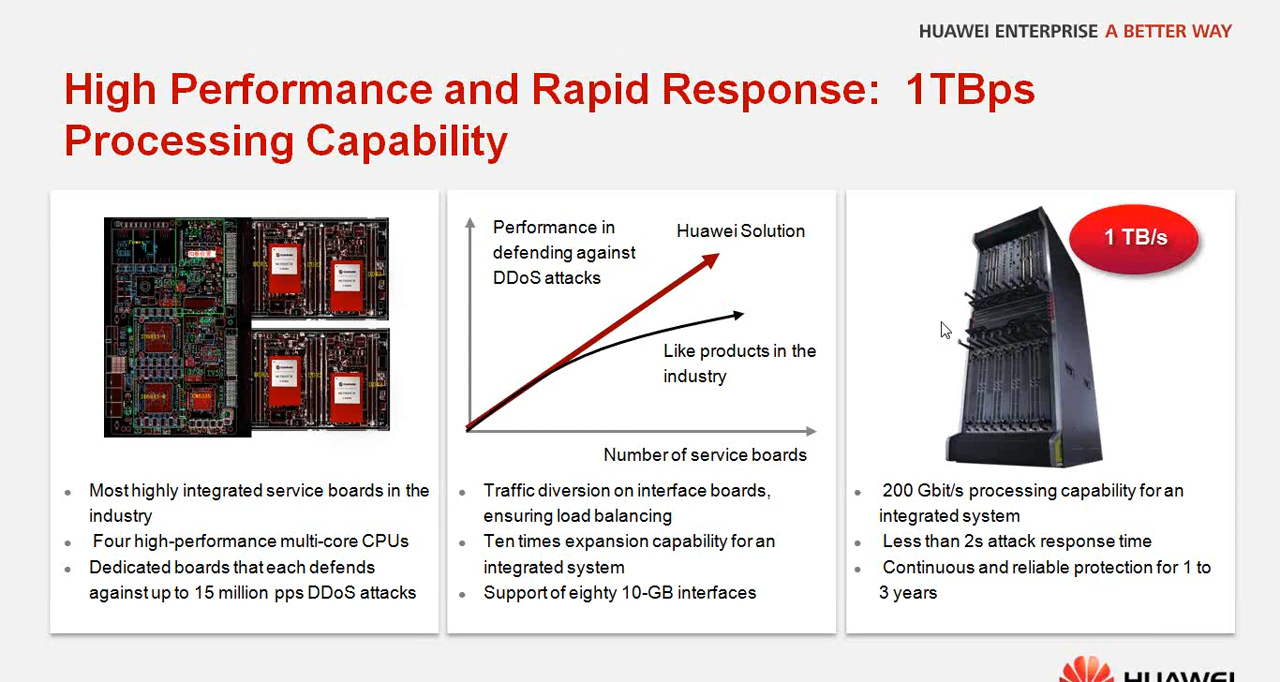 HUAWEI ENTERPRISE A BETTER WAY
High Performance and Rapid Response: 1TBps
Processing Capability
Performance in
defending against
DDoS attacks
Huawei Solution
Like products in the
industry
Number of service boards
1 TB/s
• Most highly integrated service boards in the
industry
• Four high-performance multi-core CPUs
• Dedicated boards that each defends
against up to 15 million pps DDoS attacks
• Traffic diversion on interface boards,
ensuring load balancing
• Ten times expansion capability for an
integrated system
• Support of eighty 10-GB interfaces
• 200 Gbit/s processing capability for an
integrated system
• Less than 2s attack response time
• Continuous and reliable protection for 1 to
3 years
HUAWEI